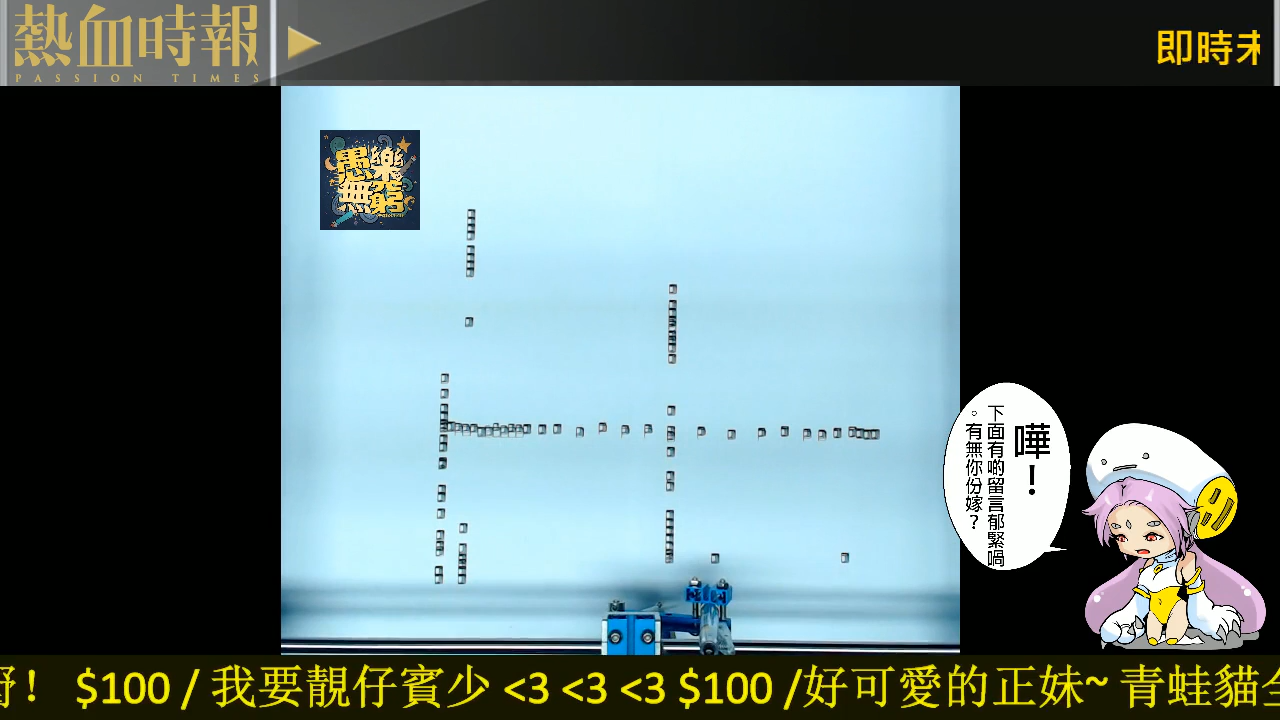 熱血時報
PASSION TIMES
即時未
愚樂
無窮
嘩！
下面有啲留言郁緊喎
。有無你份嫁？
！ $100 / 我要靚仔賓少 <3 <3 <3 $100 /好可愛的正妹~ 青蛙貓全